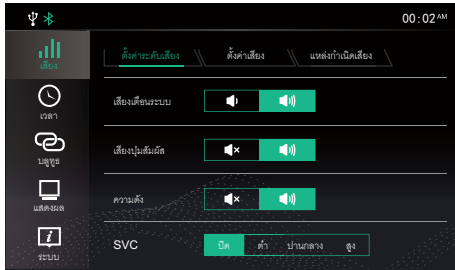 00:02 AM
ตั้งค่าระดับเสียง ตั้งค่าเสียง แหล่งกำเนิดเสียง
เสียง
เสียงเตือนระบบ
เวลา
เสียงปุ่มสัมผัส
บลูทูธ
ความดัง
แสดงผล
SVC ปิด ต่ำ ปานกลาง สูง
ระบบ